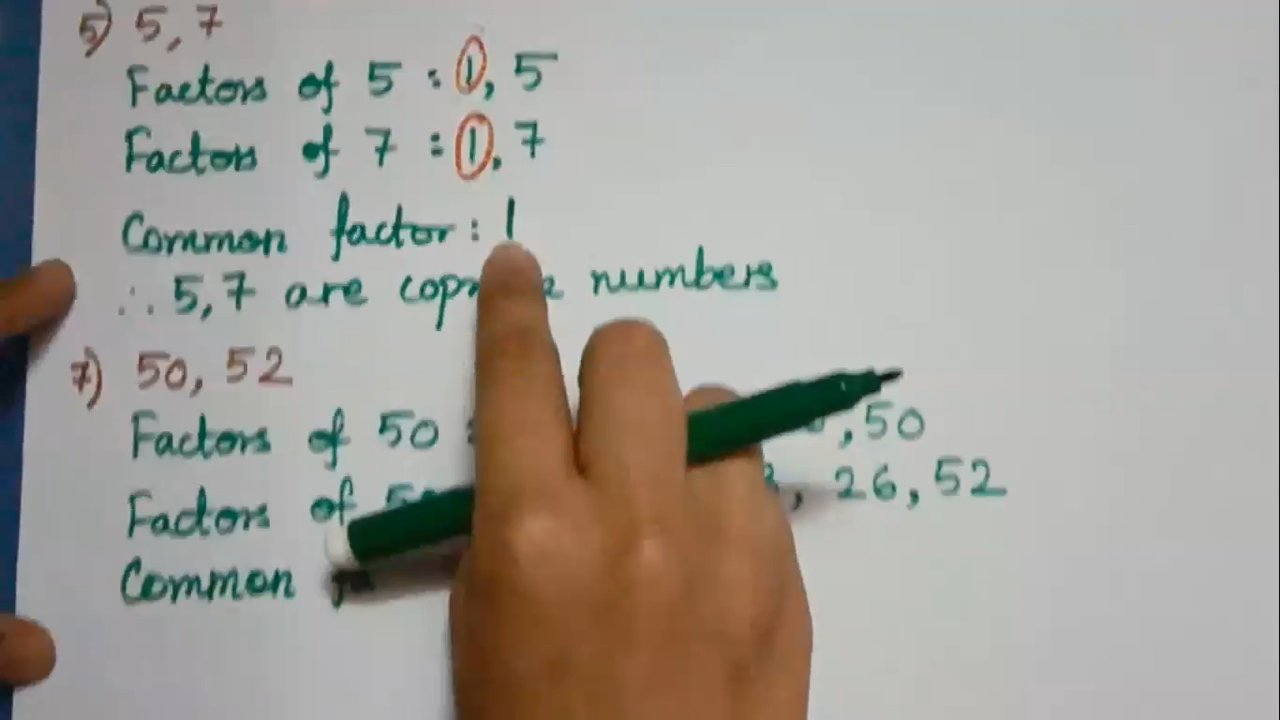 5) 5, 7
Factors of 5 : 1, 5
Factors of 7 : 1, 7
Common factor : 1
∴ 5, 7 are numbers
7) 50, 52
Factors of 50 : , 50
Factors of , 26, 52
Common